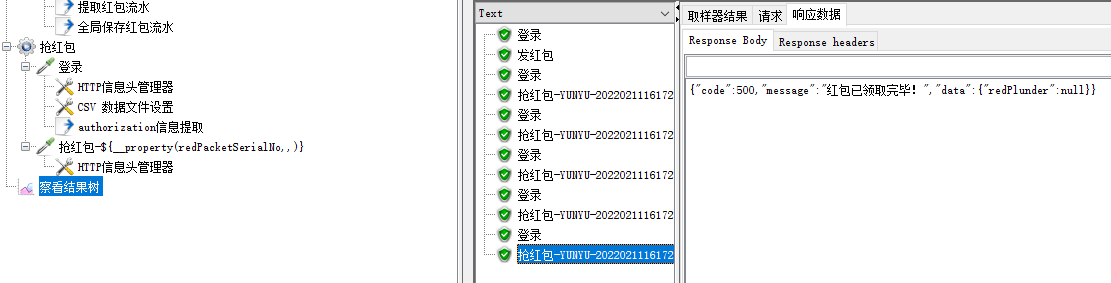 提取红包流水
全局保存红包流水
抢红包
登录
HTTP信息头管理器
CSV 数据文件设置
authorization信息提取
抢红包-${__property(redPacketSerialNo,,)}
HTTP信息头管理器
察看结果树
Text
登录
发红包
登录
抢红包-YUNYU-2022021116172
登录
抢红包-YUNYU-2022021116172
登录
抢红包-YUNYU-2022021116172
登录
抢红包-YUNYU-2022021116172
登录
抢红包-YUNYU-2022021116172
取样器结果 请求 响应数据
Response Body Response headers
{"code":500,"message":"红包已领取完毕！","data":{"redPlunder":null}}